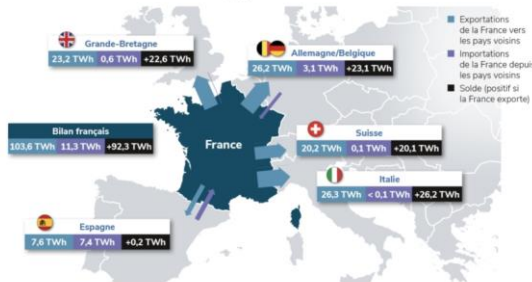 Grande-Bretagne
23,2 TWh 0,6 TWh +22,6 TWh
Allemagne/Belgique
26,2 TWh 3,1 TWh +23,1 TWh
Exportations
de la France vers
les pays voisins
Importations
de la France depuis
les pays voisins
Solde (positif si
la France exporte)
Bilan français
103,6 TWh 11,3 TWh +92,3 TWh
France
Suisse
20,2 TWh 0,1 TWh +20,1 TWh
Italie
26,3 TWh < 0,1 TWh +26,2 TWh
Espagne
7,6 TWh 7,4 TWh +0,2 TWh